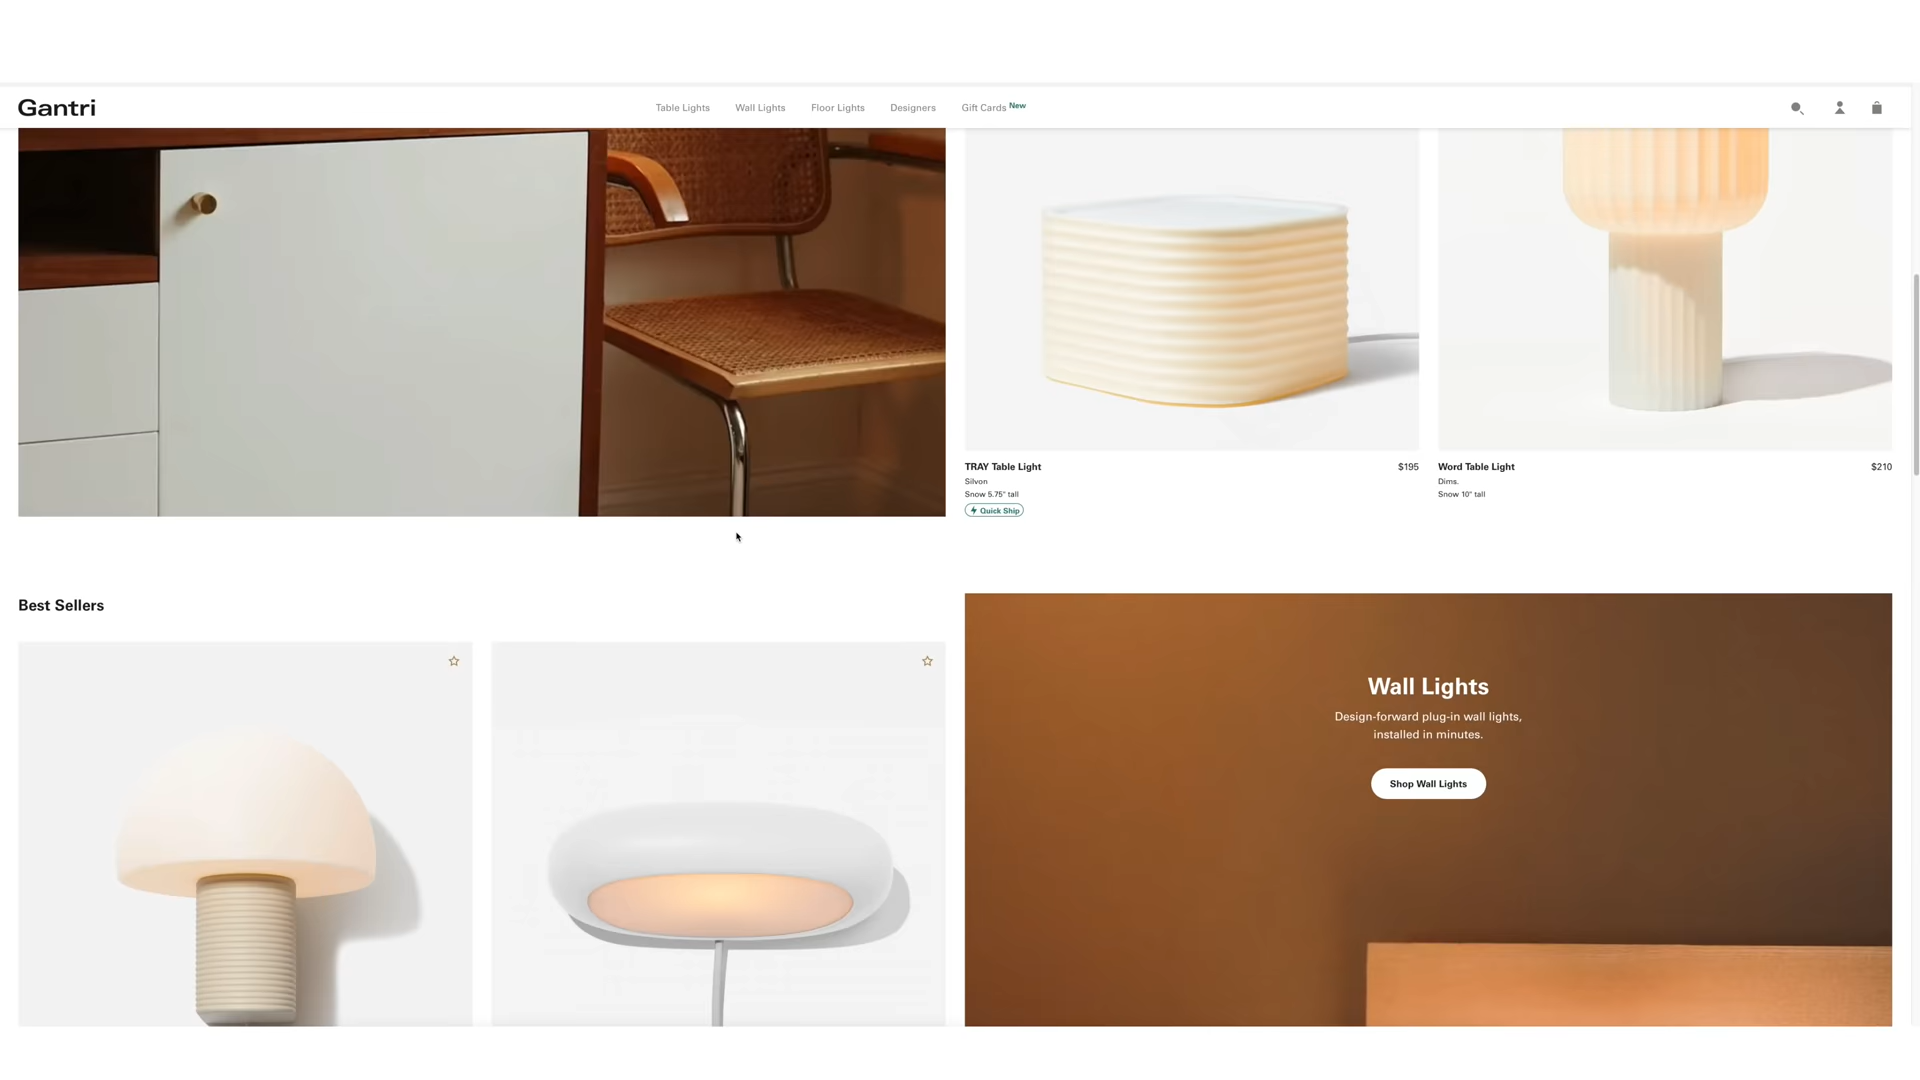 Gantri
Table Lights
Wall Lights
Floor Lights
Designers
Gift Cards New
TRAY Table Light $195
Silvon
Snow 5.75" tall
Quick Ship
Word Table Light $210
Dims.
Snow 10" tall
Best Sellers
Wall Lights
Design-forward plug-in wall lights,
installed in minutes.
Shop Wall Lights